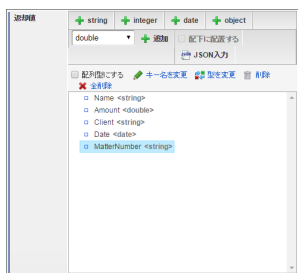 返却値
string integer date object
double 追加 配下に配置する
JSON入力
配列型にする キー名を変更 型を変更 削除
全削除
Name <string>
Amount <double>
Client <string>
Date <date>
MatterNumber <string>